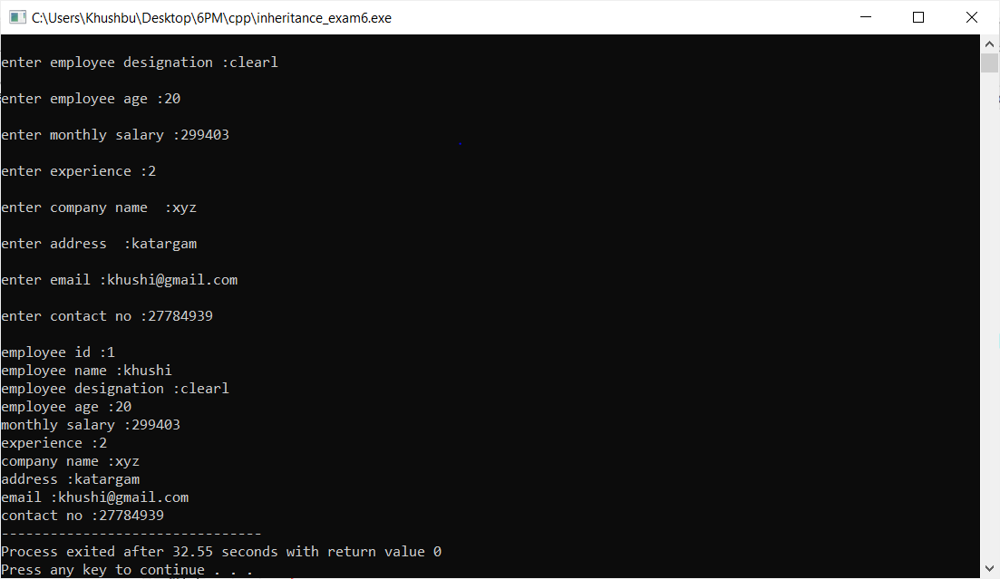 C:\Users\Khushbu\Desktop\6PM\cpp\inheritance_exam6.exe
enter employee designation :clearl
enter employee age :20
enter monthly salary :299403
enter experience :2
enter company name  :xyz
enter address  :katargam
enter email :khushi@gmail.com
enter contact no :27784939
employee id :1
employee name :khushi
employee designation :clearl
employee age :20
monthly salary :299403
experience :2
company name :xyz
address :katargam
email :khushi@gmail.com
contact no :27784939
--------------------------------
Process exited after 32.55 seconds with return value 0
Press any key to continue . . .